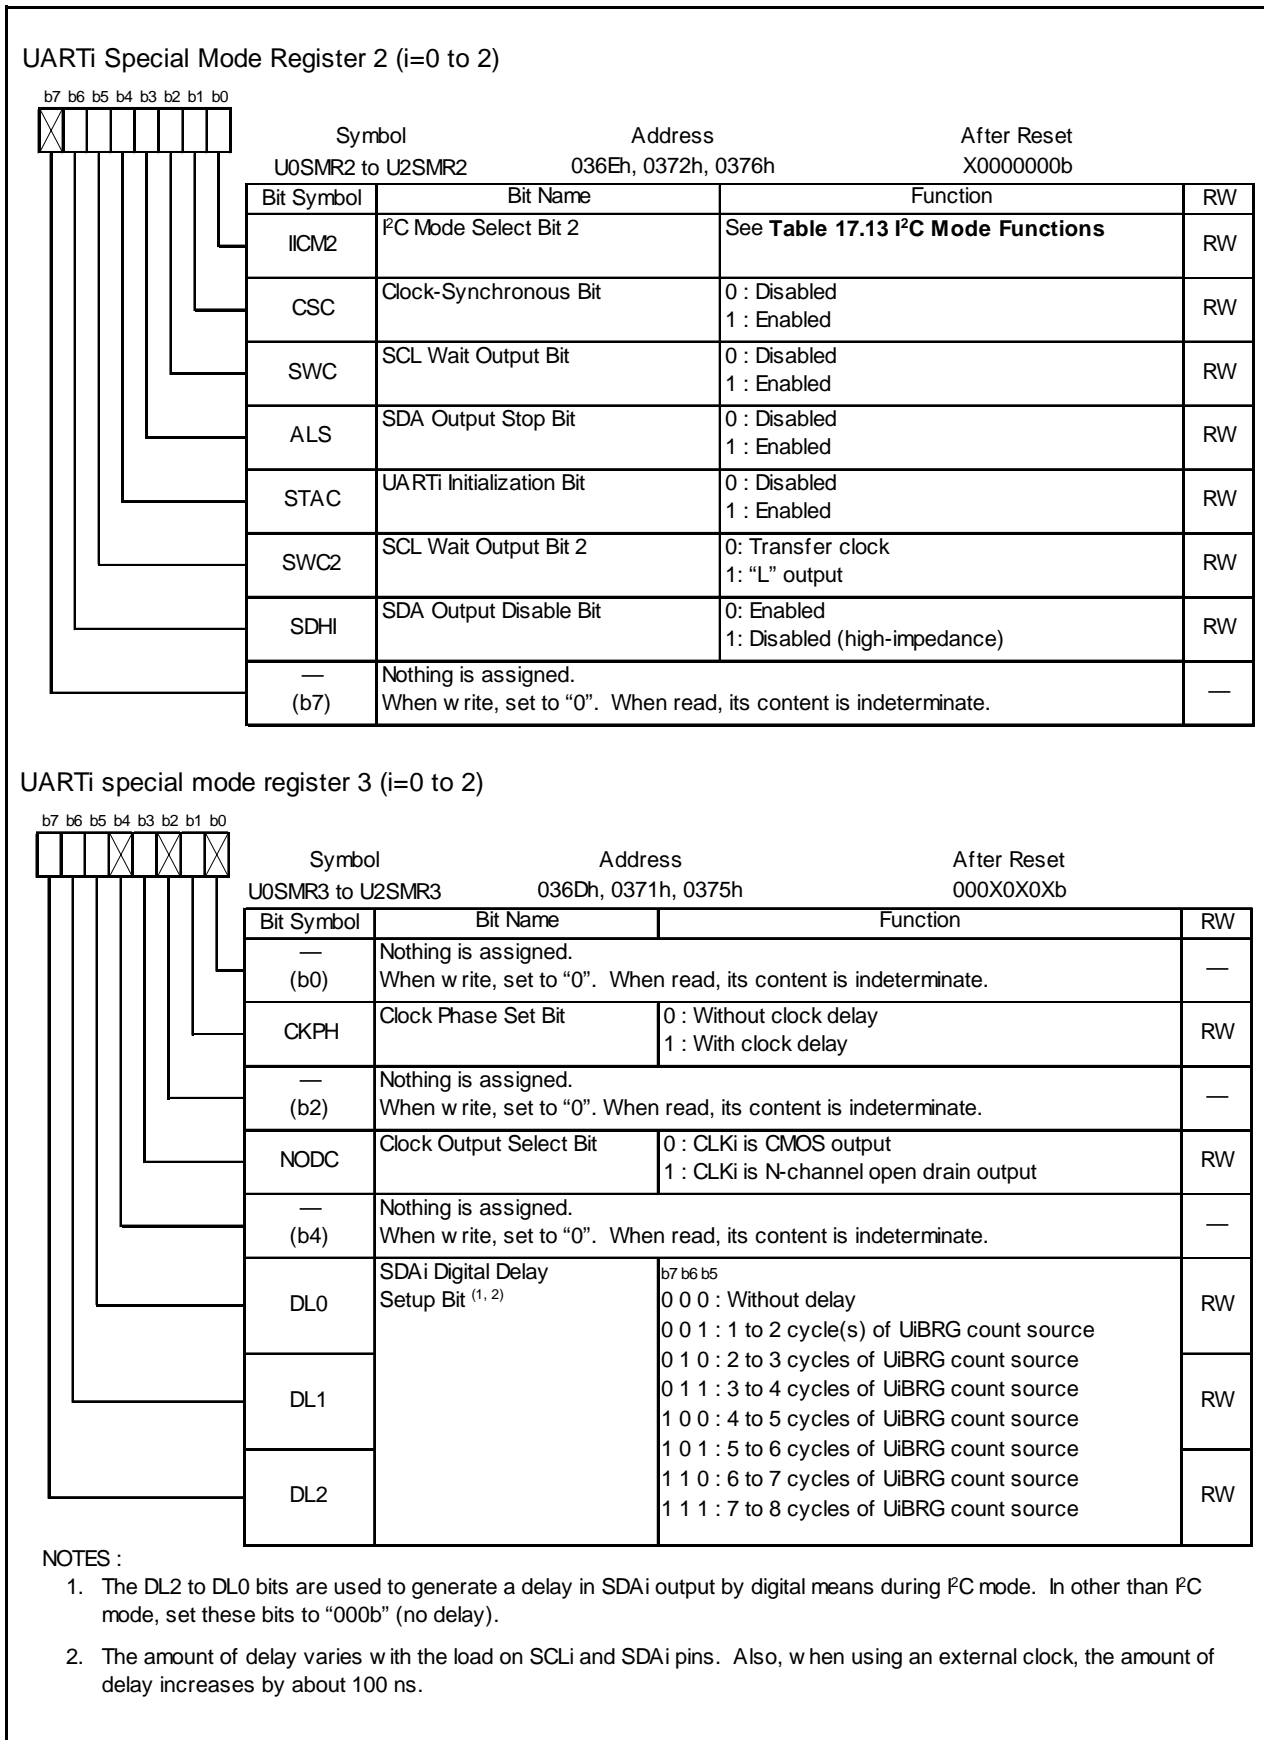 UARTi Special Mode Register 2 (i=0 to 2)
b7 b6 b5 b4 b3 b2 b1 b0
Symbol Address After Reset
U0SMR2 to U2SMR2 036Eh, 0372h, 0376h X0000000b
Bit Symbol Bit Name Function RW
IICM2 I²C Mode Select Bit 2 See Table 17.13 I²C Mode Functions RW
CSC Clock-Synchronous Bit 0 : Disabled
1 : Enabled RW
SWC SCL Wait Output Bit 0 : Disabled
1 : Enabled RW
ALS SDA Output Stop Bit 0 : Disabled
1 : Enabled RW
STAC UARTi Initialization Bit 0 : Disabled
1 : Enabled RW
SWC2 SCL Wait Output Bit 2 0: Transfer clock
1: “L” output RW
SDHI SDA Output Disable Bit 0: Enabled
1: Disabled (high-impedance) RW
— Nothing is assigned.
(b7) When write, set to “0”. When read, its content is indeterminate. —
UARTi special mode register 3 (i=0 to 2)
b7 b6 b5 b4 b3 b2 b1 b0
Symbol Address After Reset
U0SMR3 to U2SMR3 036Dh, 0371h, 0375h 000X0X0Xb
Bit Symbol Bit Name Function RW
— Nothing is assigned.
(b0) When write, set to “0”. When read, its content is indeterminate. —
CKPH Clock Phase Set Bit 0 : Without clock delay
1 : With clock delay RW
— Nothing is assigned.
(b2) When write, set to “0”. When read, its content is indeterminate. —
NODC Clock Output Select Bit 0 : CLKi is CMOS output
1 : CLKi is N-channel open drain output RW
— Nothing is assigned.
(b4) When write, set to “0”. When read, its content is indeterminate. —
SDAi Digital Delay b7 b6 b5
DL0 Setup Bit (1, 2) 0 0 0 : Without delay RW
0 0 1 : 1 to 2 cycle(s) of UiBRG count source
0 1 0 : 2 to 3 cycles of UiBRG count source
DL1 0 1 1 : 3 to 4 cycles of UiBRG count source RW
1 0 0 : 4 to 5 cycles of UiBRG count source
1 0 1 : 5 to 6 cycles of UiBRG count source
DL2 1 1 0 : 6 to 7 cycles of UiBRG count source RW
1 1 1 : 7 to 8 cycles of UiBRG count source
NOTES :
1. The DL2 to DL0 bits are used to generate a delay in SDAi output by digital means during I²C mode. In other than I²C
mode, set these bits to “000b” (no delay).
2. The amount of delay varies with the load on SCLi and SDAi pins. Also, when using an external clock, the amount of
delay increases by about 100 ns.